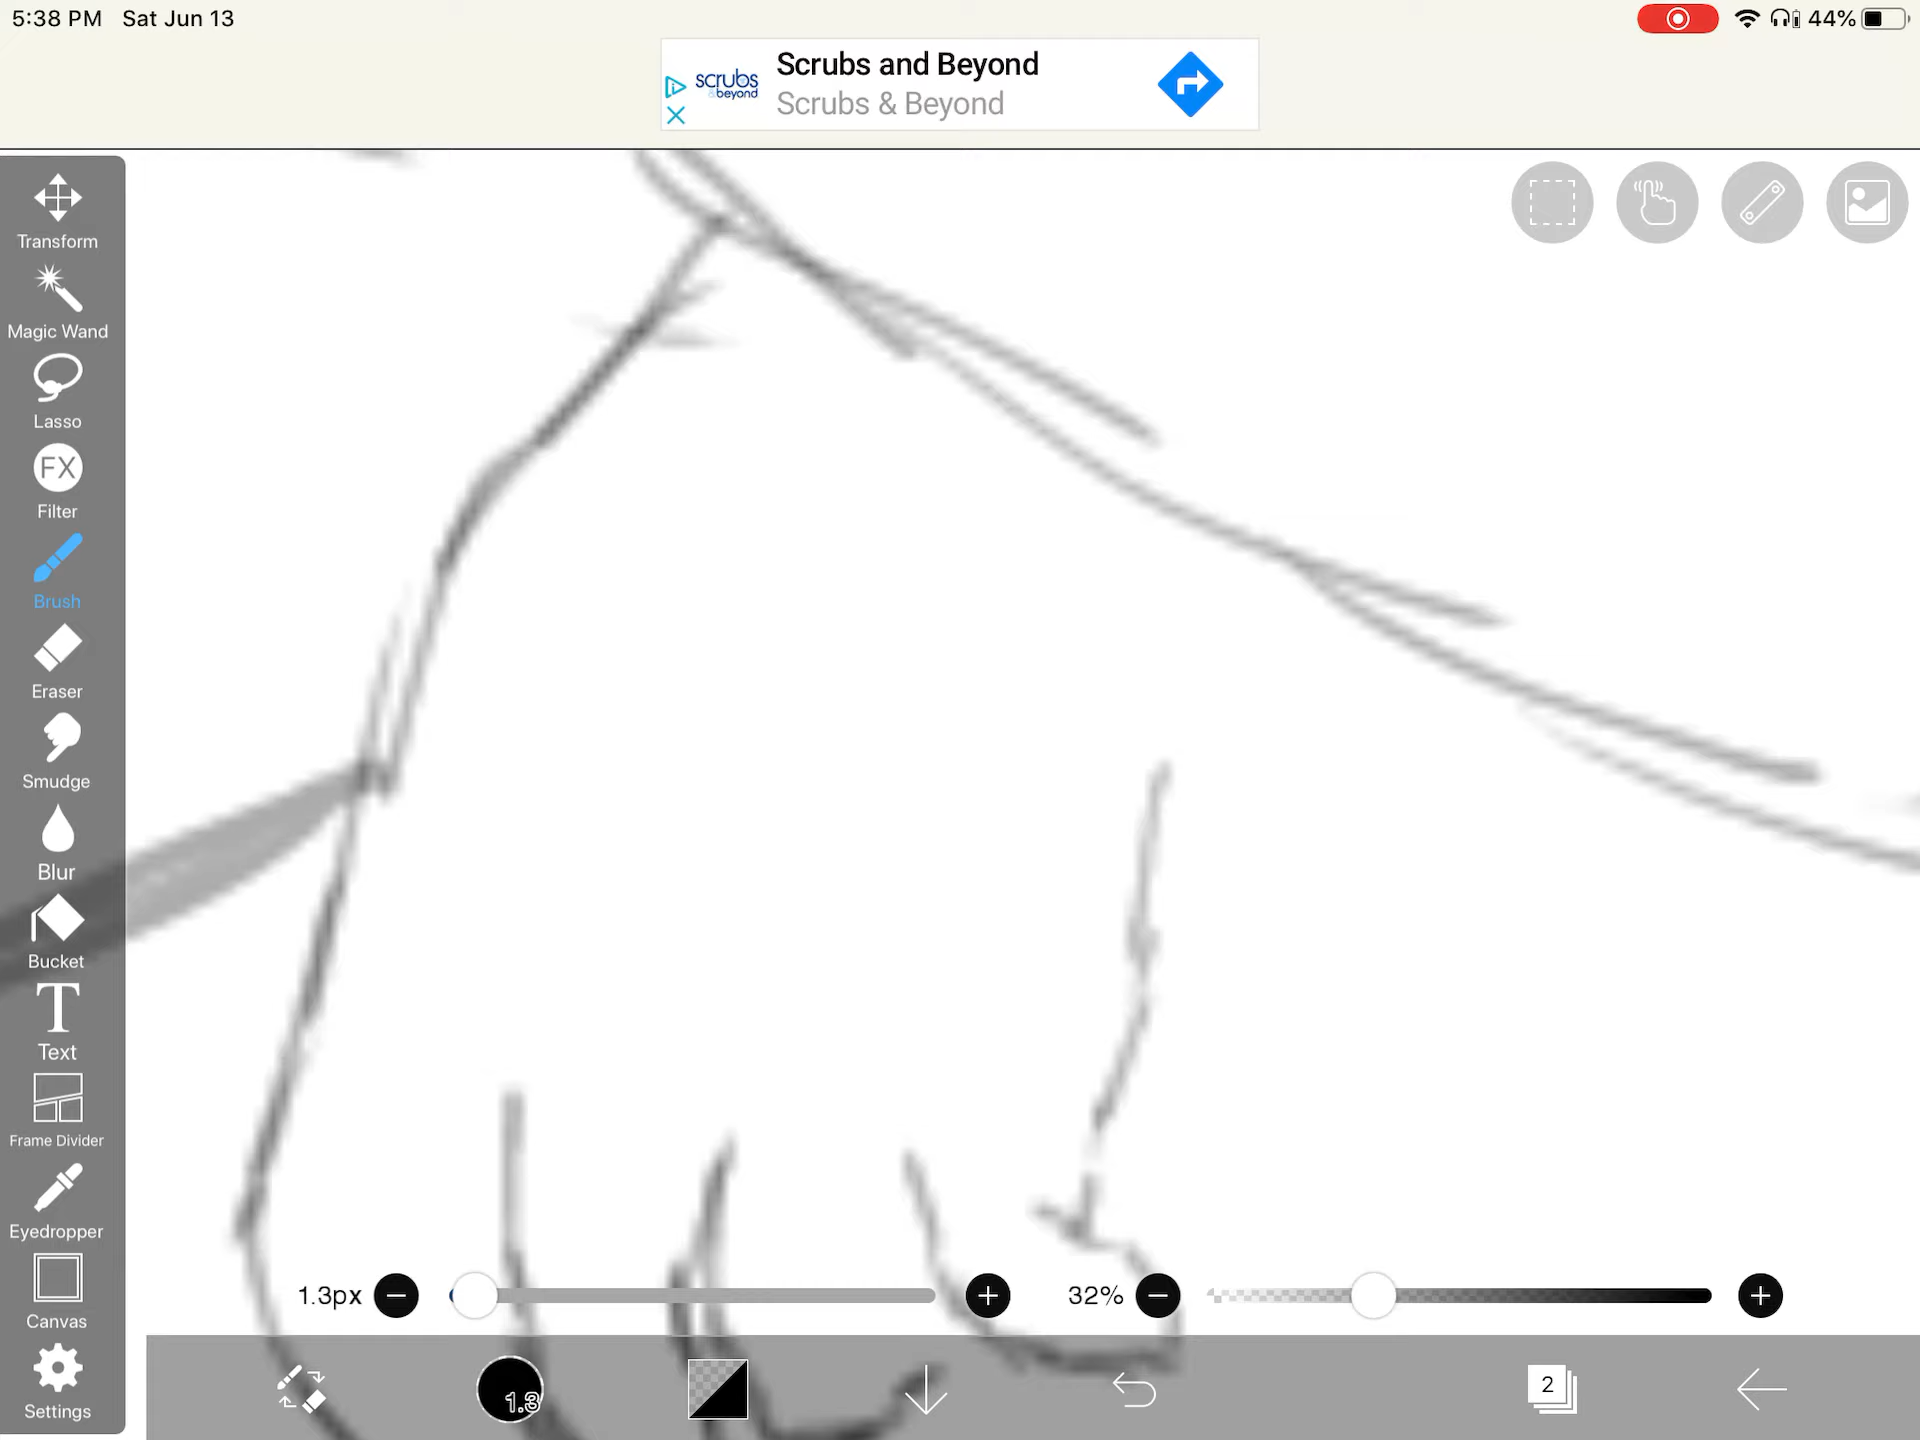 5:38 PM Sat Jun 13
44%
scrubs
& beyond
Scrubs and Beyond
Scrubs & Beyond
Transform
Magic Wand
Lasso
FX
Filter
Brush
Eraser
Smudge
Blur
Bucket
T
Text
Frame Divider
Eyedropper
Canvas
Settings
1.3px
32%
1.3
2